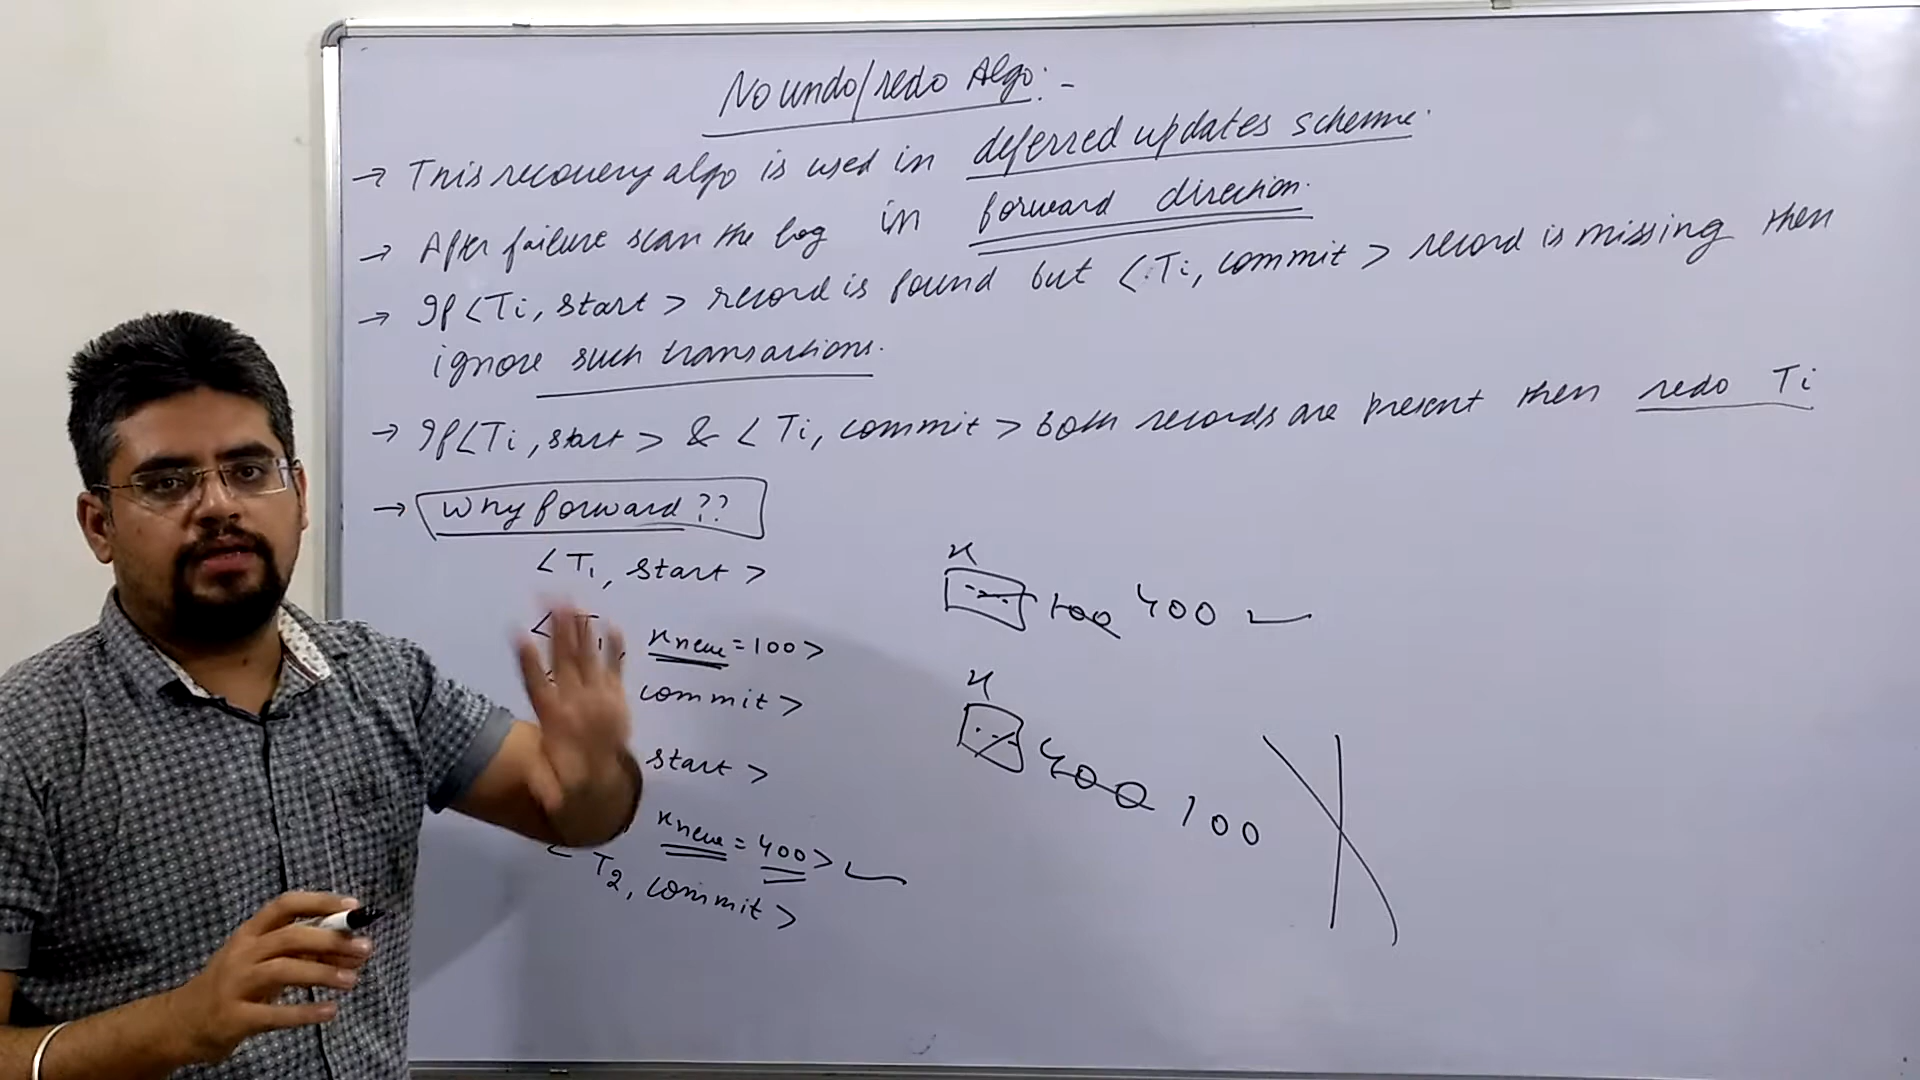 No undo/redo Algo:-
→ This recovery algo is used in deferred updates scheme.
→ After failure scan the log in forward direction.
→ If <Ti, start> record is found but <Ti, commit> record is missing then
ignore such transactions.
→ If <Ti, start> & <Ti, commit> both records are present then redo Ti
→ Why forward??
<T1, start>
<T1, xnew=100>
commit>
start>
xnew=400>
<T2, commit>
x
100 400
x
400 100